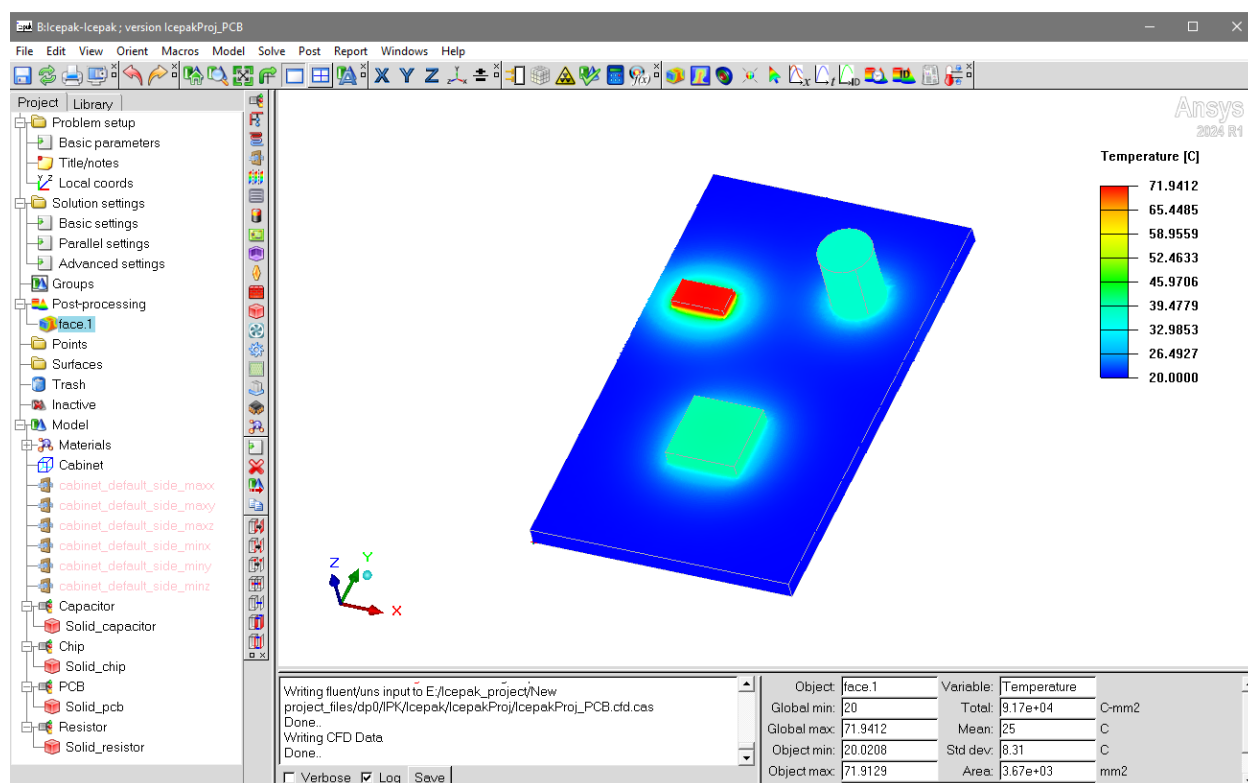 B:Icepak-Icepak ; version IcepakProj_PCB
File Edit View Orient Macros Model Solve Post Report Windows Help
X Y Z
Project Library
Problem setup
Basic parameters
Title/notes
Local coords
Solution settings
Basic settings
Parallel settings
Advanced settings
Groups
Post-processing
face.1
Points
Surfaces
Trash
Inactive
Model
Materials
Cabinet
cabinet_default_side_maxx
cabinet_default_side_maxy
cabinet_default_side_maxz
cabinet_default_side_minx
cabinet_default_side_miny
cabinet_default_side_minz
Capacitor
Solid_capacitor
Chip
Solid_chip
PCB
Solid_pcb
Resistor
Solid_resistor
Ansys
2024 R1
Temperature [C]
71.9412
65.4485
58.9559
52.4633
45.9706
39.4779
32.9853
26.4927
20.0000
Z
Y
X
Writing fluent/uns input to E:/Icepak_project/New
project_files/dp0/IPK/Icepak/IcepakProj/IcepakProj_PCB.cfd.cas
Done..
Writing CFD Data
Done..
Verbose Log Save
Object: face.1 Variable: Temperature
Global min: 20 Total: 9.17e+04 C-mm2
Global max: 71.9412 Mean: 25 C
Object min: 20.0208 Std dev: 8.31 C
Object max: 71.9129 Area: 3.67e+03 mm2